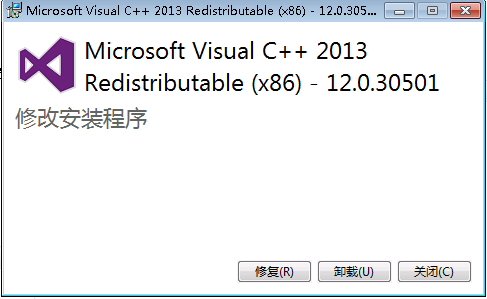 Microsoft Visual C++ 2013 Redistributable (x86) - 12.0.305...
Microsoft Visual C++ 2013
Redistributable (x86) - 12.0.30501
修改安装程序
修复(R) 卸载(U) 关闭(C)